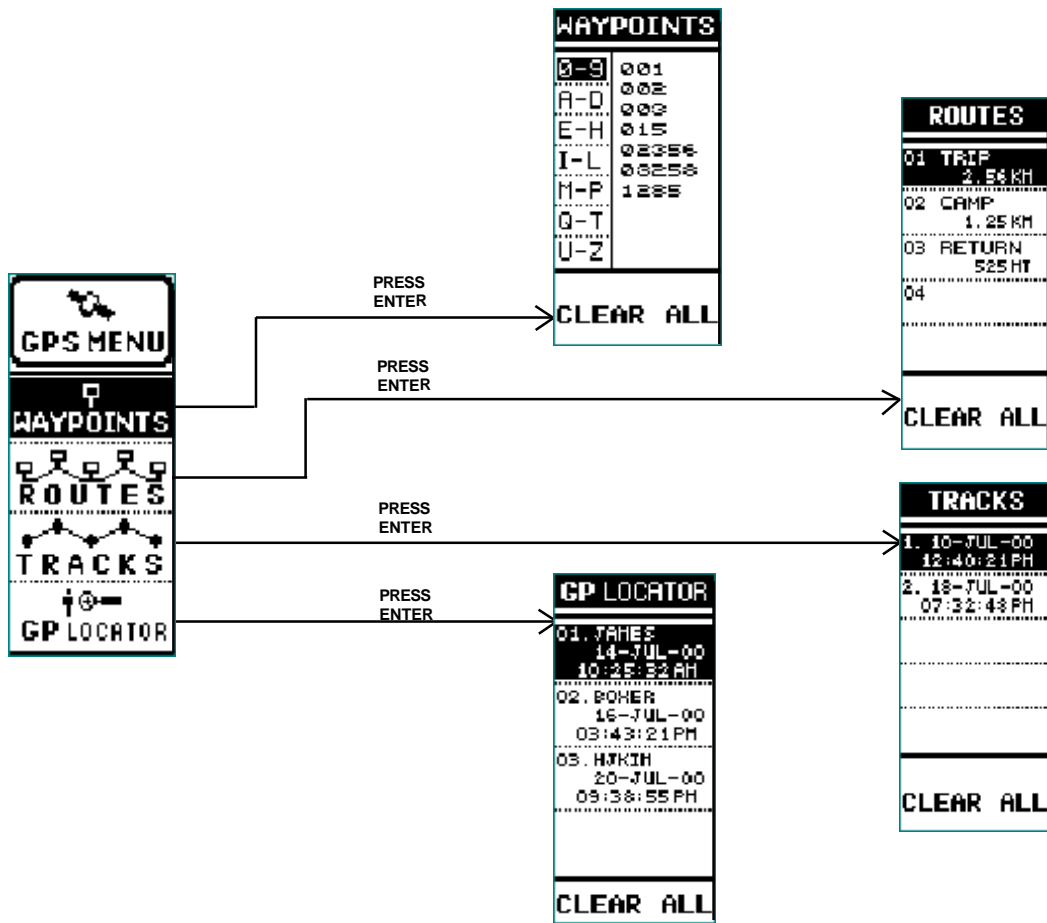 GPS MENU
WAYPOINTS
ROUTES
TRACKS
GP LOCATOR
PRESS
ENTER
PRESS
ENTER
PRESS
ENTER
PRESS
ENTER
WAYPOINTS
0-9
A-D
E-H
I-L
M-P
Q-T
U-Z
001
002
003
015
02356
03258
1285
CLEAR ALL
ROUTES
01 TRIP
2.56 KM
02 CAMP
1.25 KM
03 RETURN
525 MT
04
CLEAR ALL
TRACKS
1. 10-JUL-00
12:40:21 PM
2. 18-JUL-00
07:32:48 PM
CLEAR ALL
GP LOCATOR
01.JAMES
14-JUL-00
10:25:32 AM
02.BOXER
16-JUL-00
03:43:21 PM
03.HJKIM
20-JUL-00
09:38:55 PM
CLEAR ALL